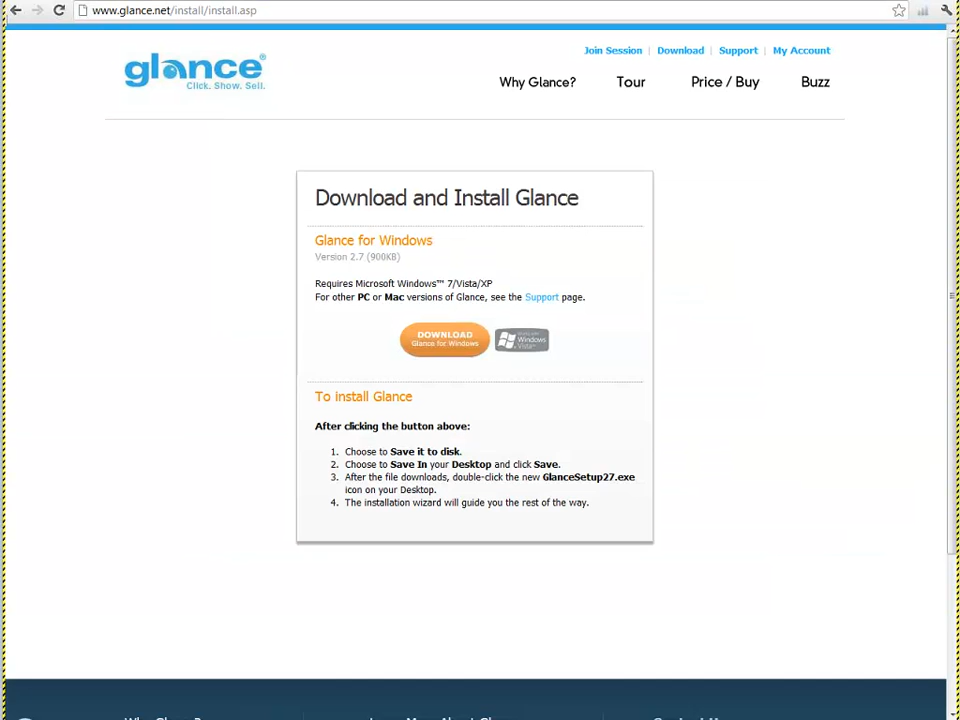 www.glance.net/install/install.asp
Join Session | Download | Support | My Account
glance®
Click. Show. Sell.
Why Glance? Tour Price / Buy Buzz
Download and Install Glance
Glance for Windows
Version 2.7 (900KB)
Requires Microsoft Windows™ 7/Vista/XP
For other PC or Mac versions of Glance, see the Support page.
DOWNLOAD
Glance for Windows
Windows
Vista™
To install Glance
After clicking the button above:
1. Choose to Save it to disk.
2. Choose to Save In your Desktop and click Save.
3. After the file downloads, double-click the new GlanceSetup27.exe
icon on your Desktop.
4. The installation wizard will guide you the rest of the way.